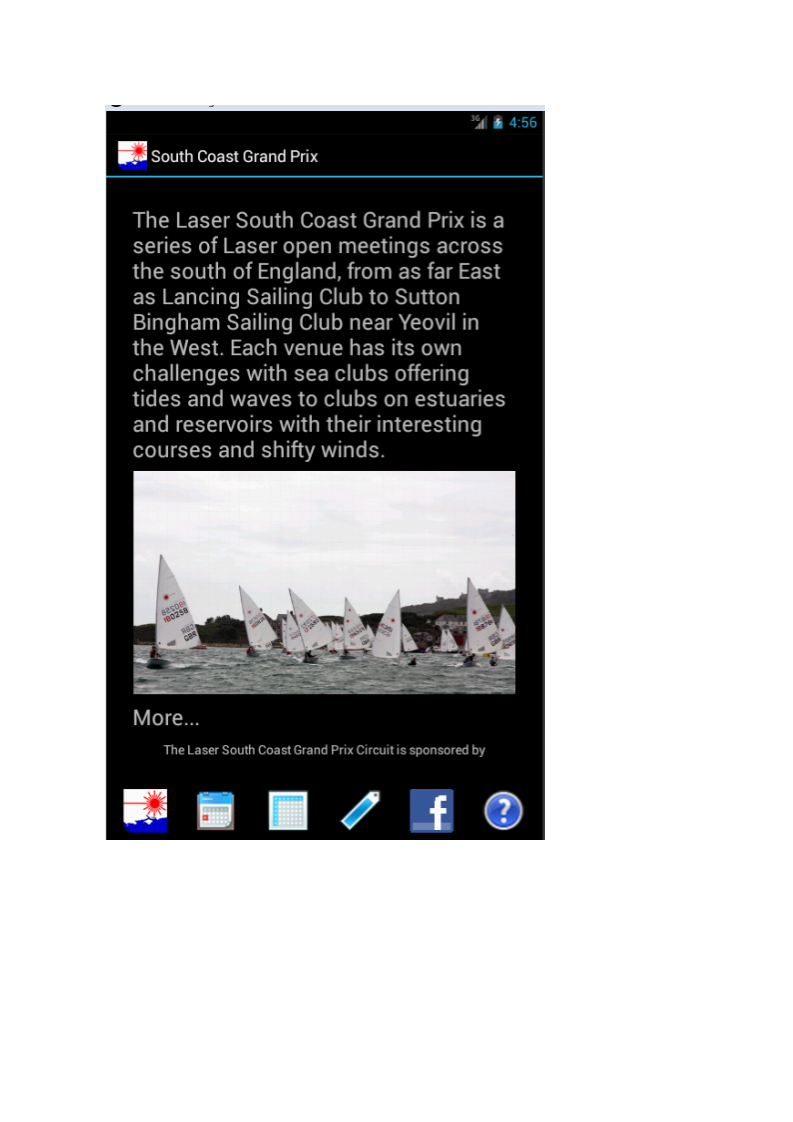 3G 4:56
South Coast Grand Prix
The Laser South Coast Grand Prix is a
series of Laser open meetings across
the south of England, from as far East
as Lancing Sailing Club to Sutton
Bingham Sailing Club near Yeovil in
the West. Each venue has its own
challenges with sea clubs offering
tides and waves to clubs on estuaries
and reservoirs with their interesting
courses and shifty winds.
180259
GBR
More...
The Laser South Coast Grand Prix Circuit is sponsored by
f
?